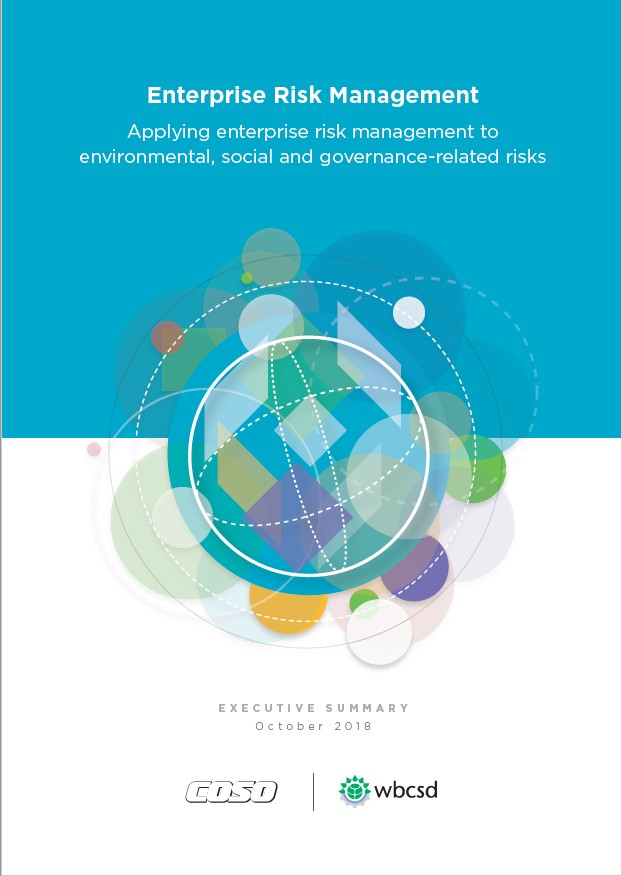 Enterprise Risk Management
Applying enterprise risk management to
environmental, social and governance-related risks
EXECUTIVE SUMMARY
October 2018
COSO
wbcsd